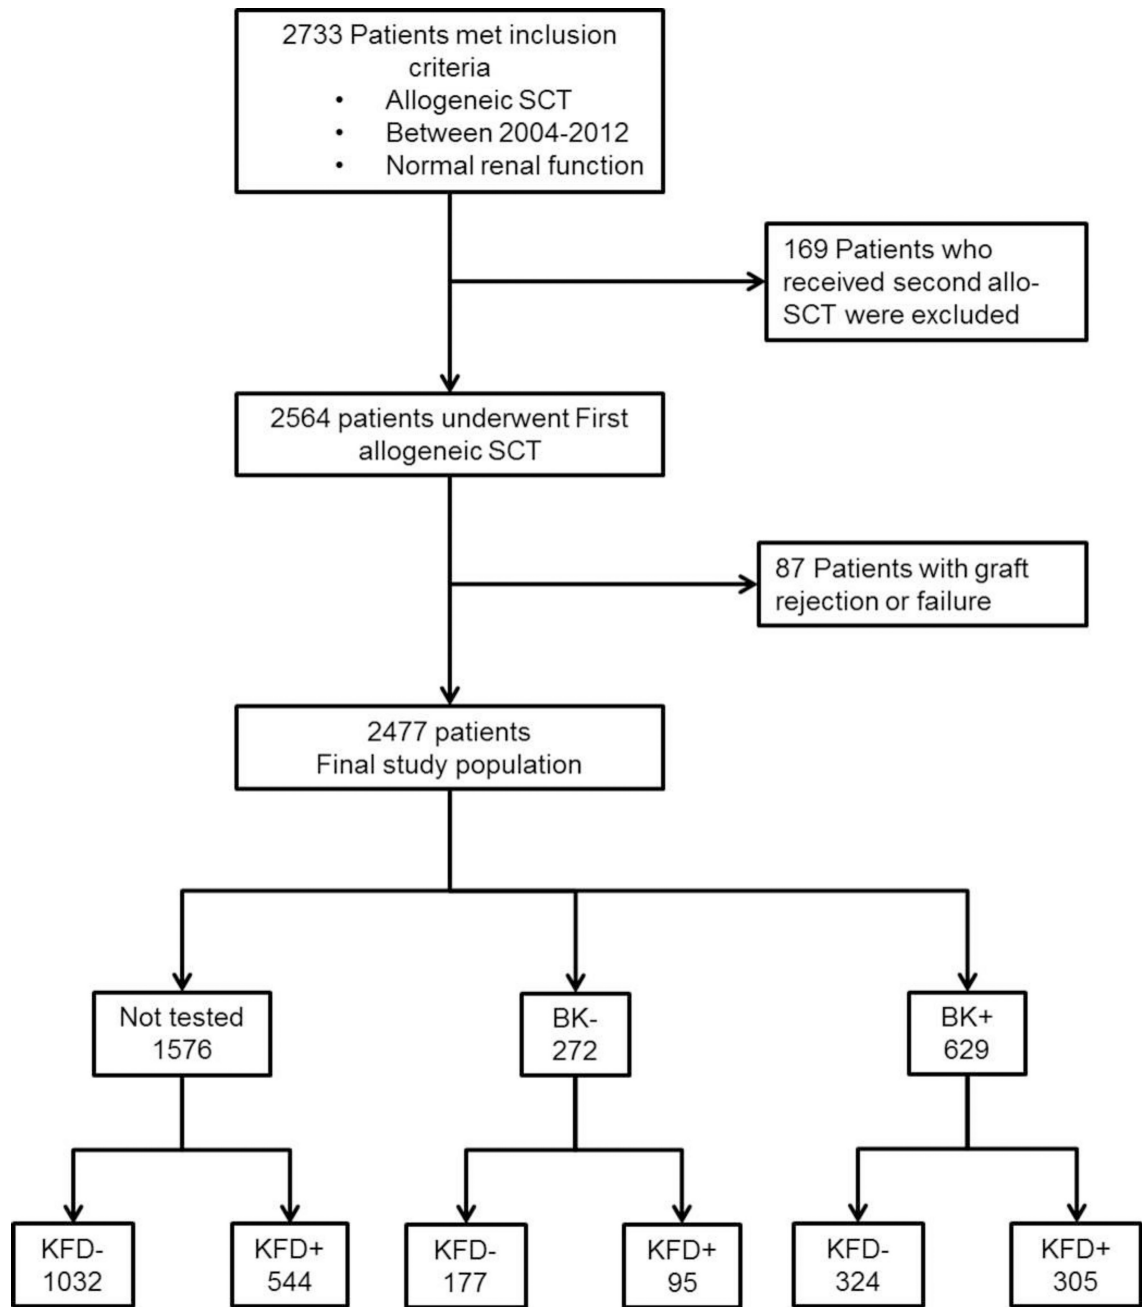 2733 Patients met inclusion
criteria
• Allogeneic SCT
• Between 2004-2012
• Normal renal function
169 Patients who
received second allo-
SCT were excluded
2564 patients underwent First
allogeneic SCT
87 Patients with graft
rejection or failure
2477 patients
Final study population
Not tested
1576
BK-
272
BK+
629
KFD-
1032
KFD+
544
KFD-
177
KFD+
95
KFD-
324
KFD+
305